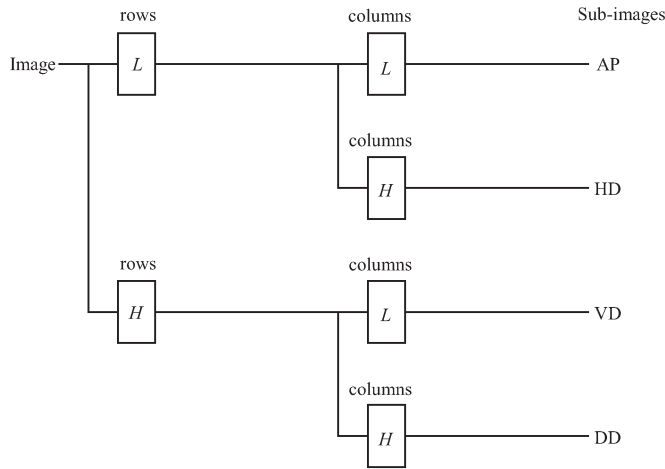 rows
columns
Sub-images
Image
L
L
AP
columns
H
HD
rows
columns
H
L
VD
columns
H
DD